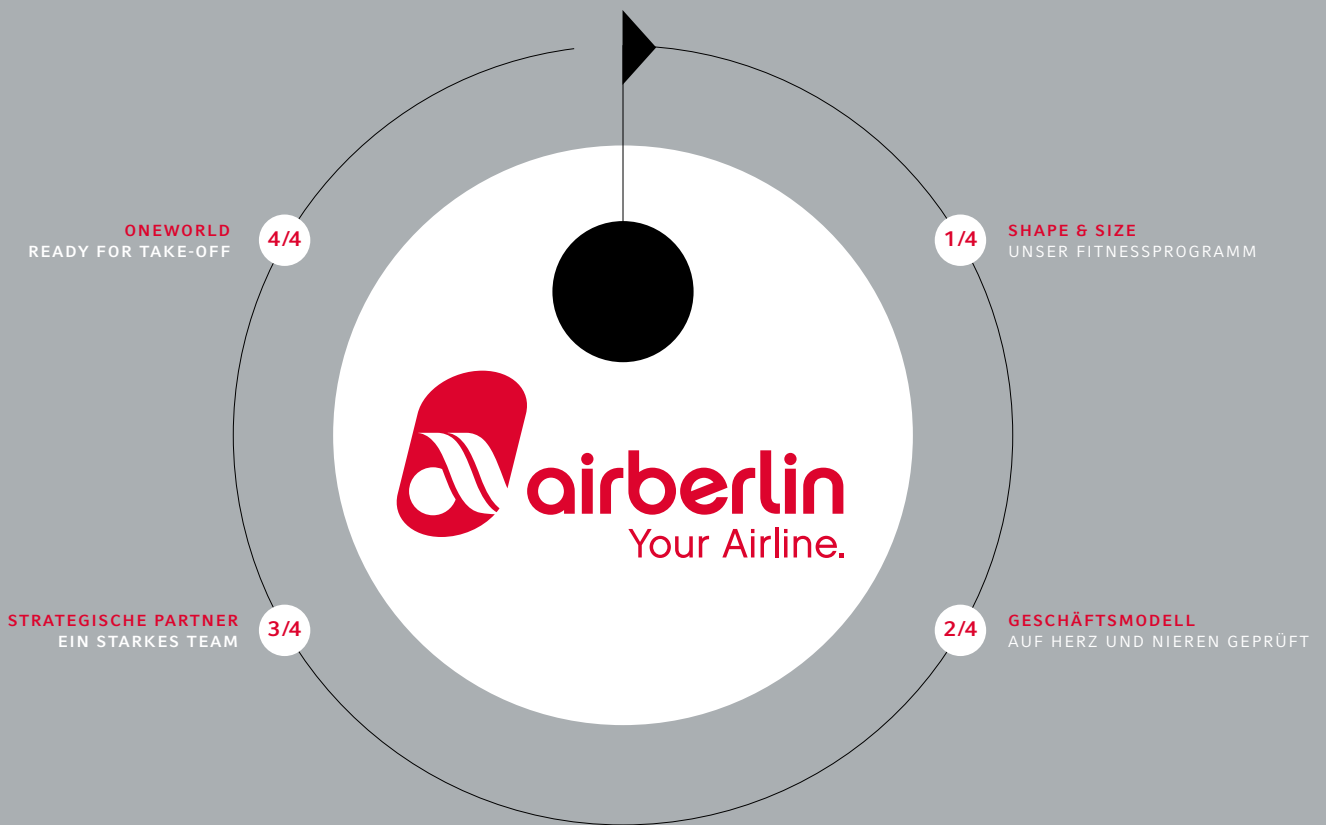 ONEWORLD
READY FOR TAKE-OFF
4/4
1/4
SHAPE & SIZE
UNSER FITNESSPROGRAMM
airberlin
Your Airline.
STRATEGISCHE PARTNER
EIN STARKES TEAM
3/4
2/4
GESCHÄFTSMODELL
AUF HERZ UND NIEREN GEPRÜFT